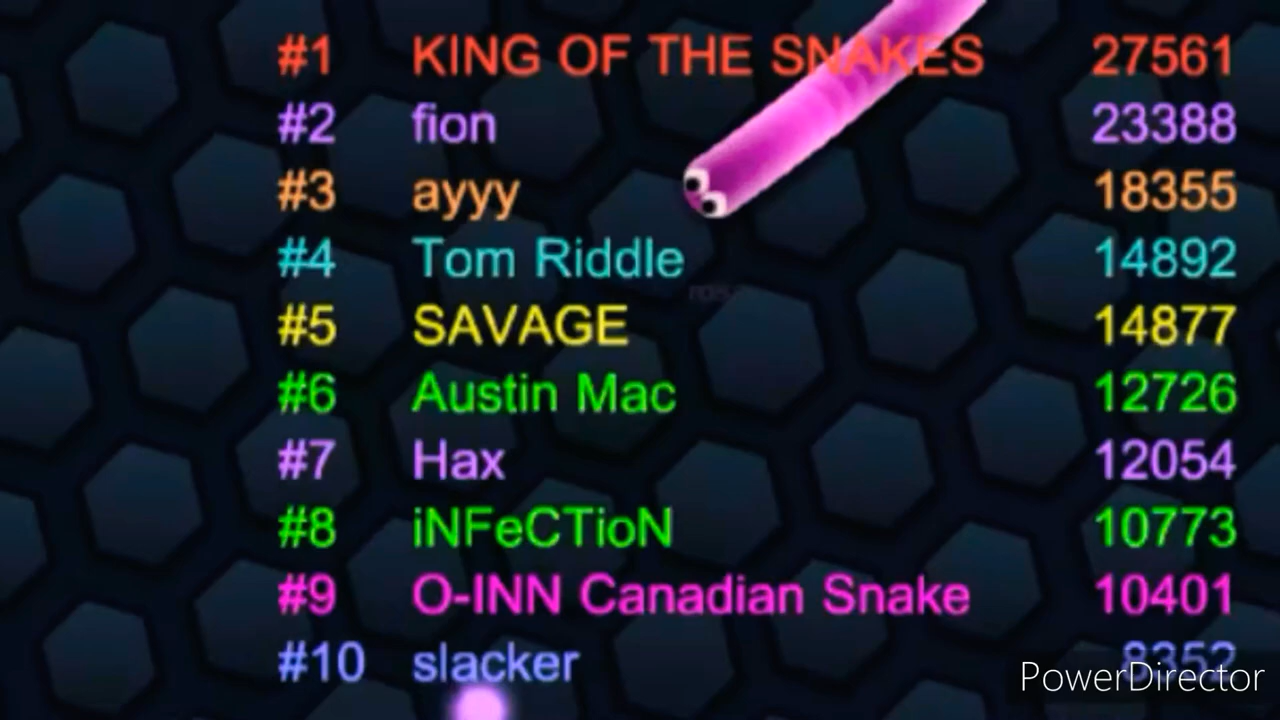 #1 KING OF THE SNAKES 27561
#2 fion 23388
#3 ayyy 18355
#4 Tom Riddle 14892
#5 SAVAGE 14877
#6 Austin Mac 12726
#7 Hax 12054
#8 iNFeCTioN 10773
#9 O-INN Canadian Snake 10401
#10 slacker 8352
PowerDirector